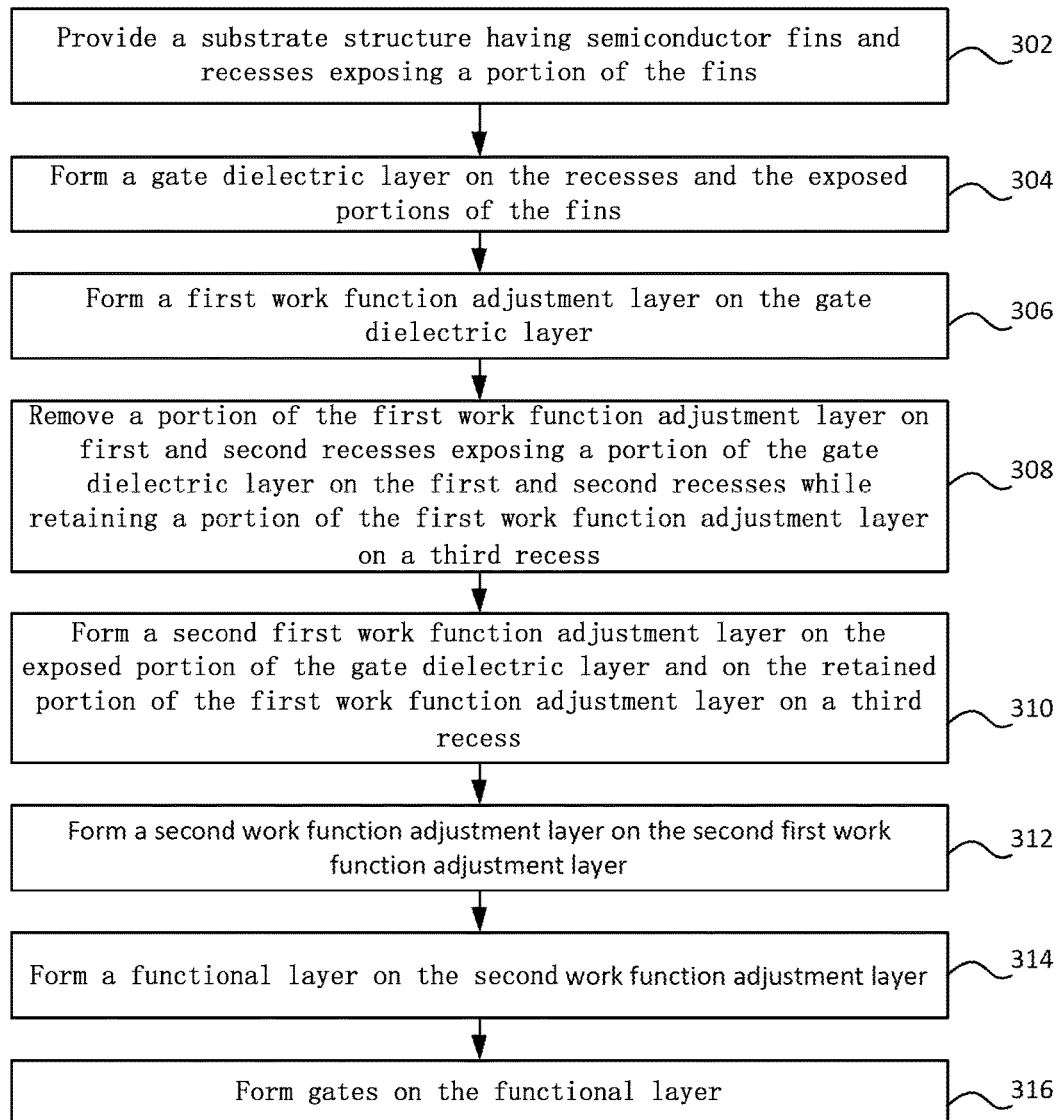 Provide a substrate structure having semiconductor fins and
recesses exposing a portion of the fins
302
Form a gate dielectric layer on the recesses and the exposed
portions of the fins
304
Form a first work function adjustment layer on the gate
dielectric layer
306
Remove a portion of the first work function adjustment layer on
first and second recesses exposing a portion of the gate
dielectric layer on the first and second recesses while
retaining a portion of the first work function adjustment layer
on a third recess
308
Form a second first work function adjustment layer on the
exposed portion of the gate dielectric layer and on the retained
portion of the first work function adjustment layer on a third
recess
310
Form a second work function adjustment layer on the second first work
function adjustment layer
312
Form a functional layer on the second work function adjustment layer
314
Form gates on the functional layer
316